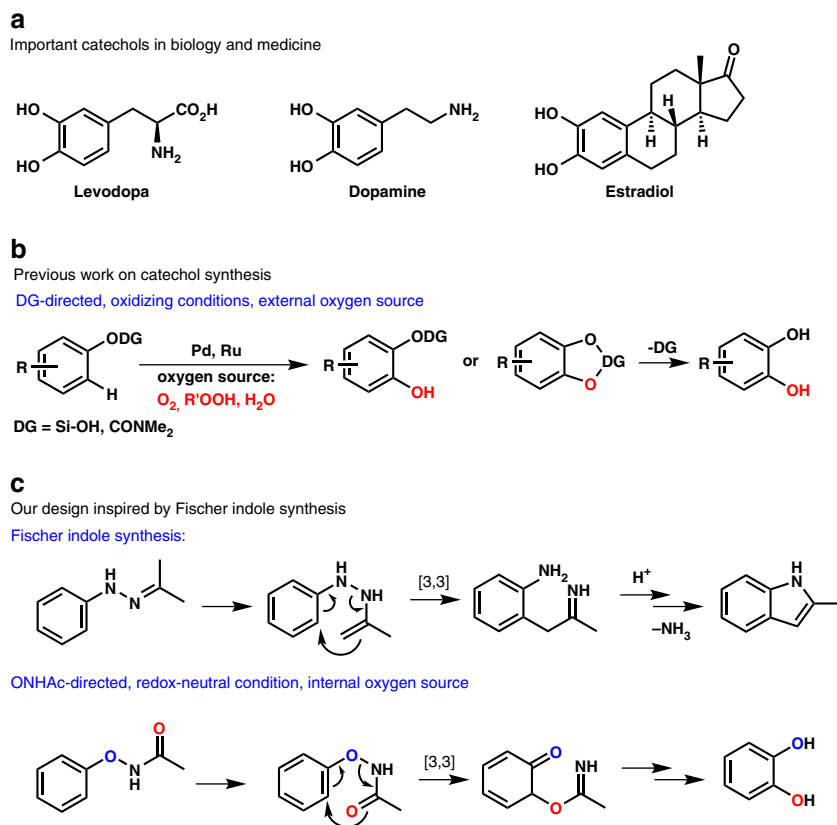 a
Important catechols in biology and medicine
HO
HO
CO2H
NH2
Levodopa
HO
HO
NH2
Dopamine
O
H
H
H
HO
HO
Estradiol
b
Previous work on catechol synthesis
DG-directed, oxidizing conditions, external oxygen source
R
ODG
H
Pd, Ru
oxygen source:
O2, R'OOH, H2O
R
ODG
OH
or
R
O
DG
O
-DG
R
OH
OH
DG = Si-OH, CONMe2
c
Our design inspired by Fischer indole synthesis
Fischer indole synthesis:
N
H
N
H
N
NH
[3,3]
NH2
NH
H+
–NH3
H
N
ONHAc-directed, redox-neutral condition, internal oxygen source
O
O
N
H
O
NH
O
[3,3]
O
NH
O
OH
OH